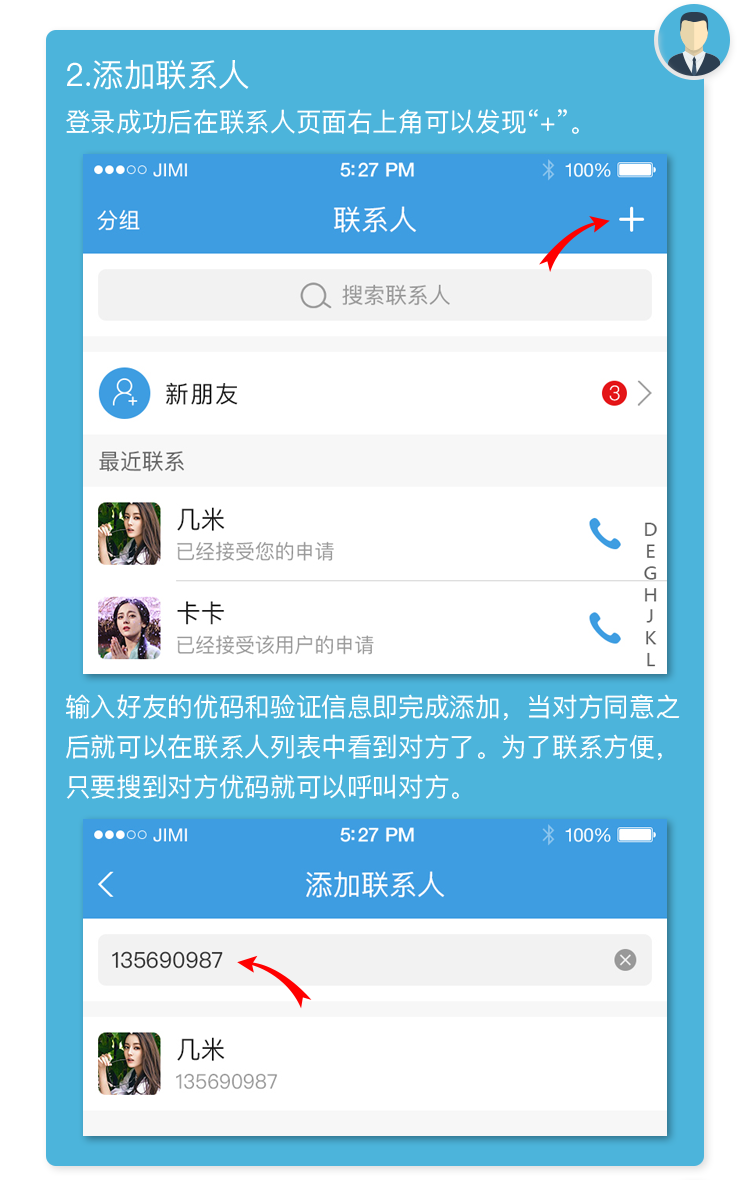 2.添加联系人
登录成功后在联系人页面右上角可以发现“+”。
JIMI 5:27 PM 100%
分组 联系人 +
搜索联系人
新朋友 3
最近联系
几米
已经接受您的申请
卡卡
已经接受该用户的申请
D
E
G
H
J
K
L
输入好友的优码和验证信息即完成添加，当对方同意之
后就可以在联系人列表中看到对方了。为了联系方便，
只要搜到对方优码就可以呼叫对方。
JIMI 5:27 PM 100%
添加联系人
135690987
几米
135690987